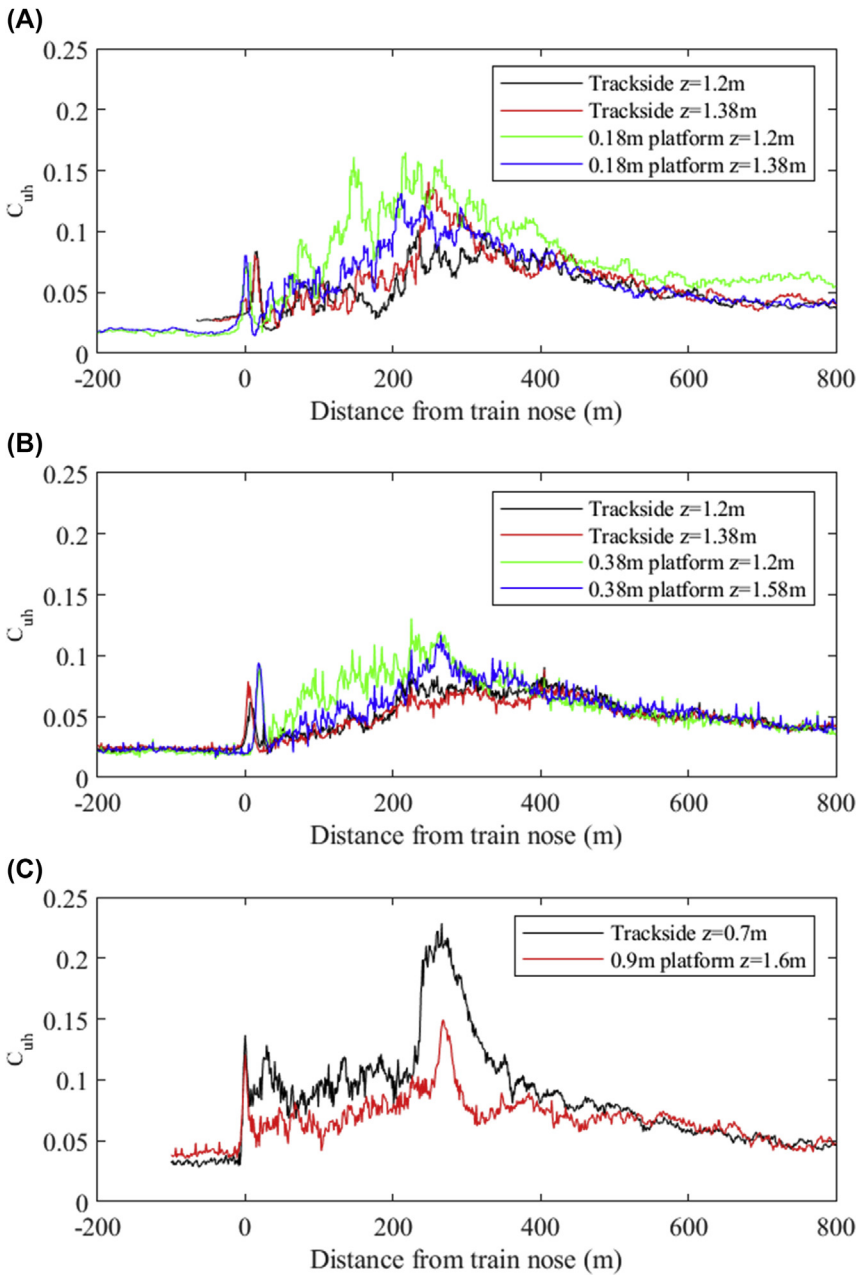 (A)
0.25
0.2
0.15
0.1
0.05
0
C_uh
Trackside z=1.2m
Trackside z=1.38m
0.18m platform z=1.2m
0.18m platform z=1.38m
-200 0 200 400 600 800
Distance from train nose (m)
(B)
0.25
0.2
0.15
0.1
0.05
0
C_uh
Trackside z=1.2m
Trackside z=1.38m
0.38m platform z=1.2m
0.38m platform z=1.58m
-200 0 200 400 600 800
Distance from train nose (m)
(C)
0.25
0.2
0.15
0.1
0.05
0
C_uh
Trackside z=0.7m
0.9m platform z=1.6m
-200 0 200 400 600 800
Distance from train nose (m)